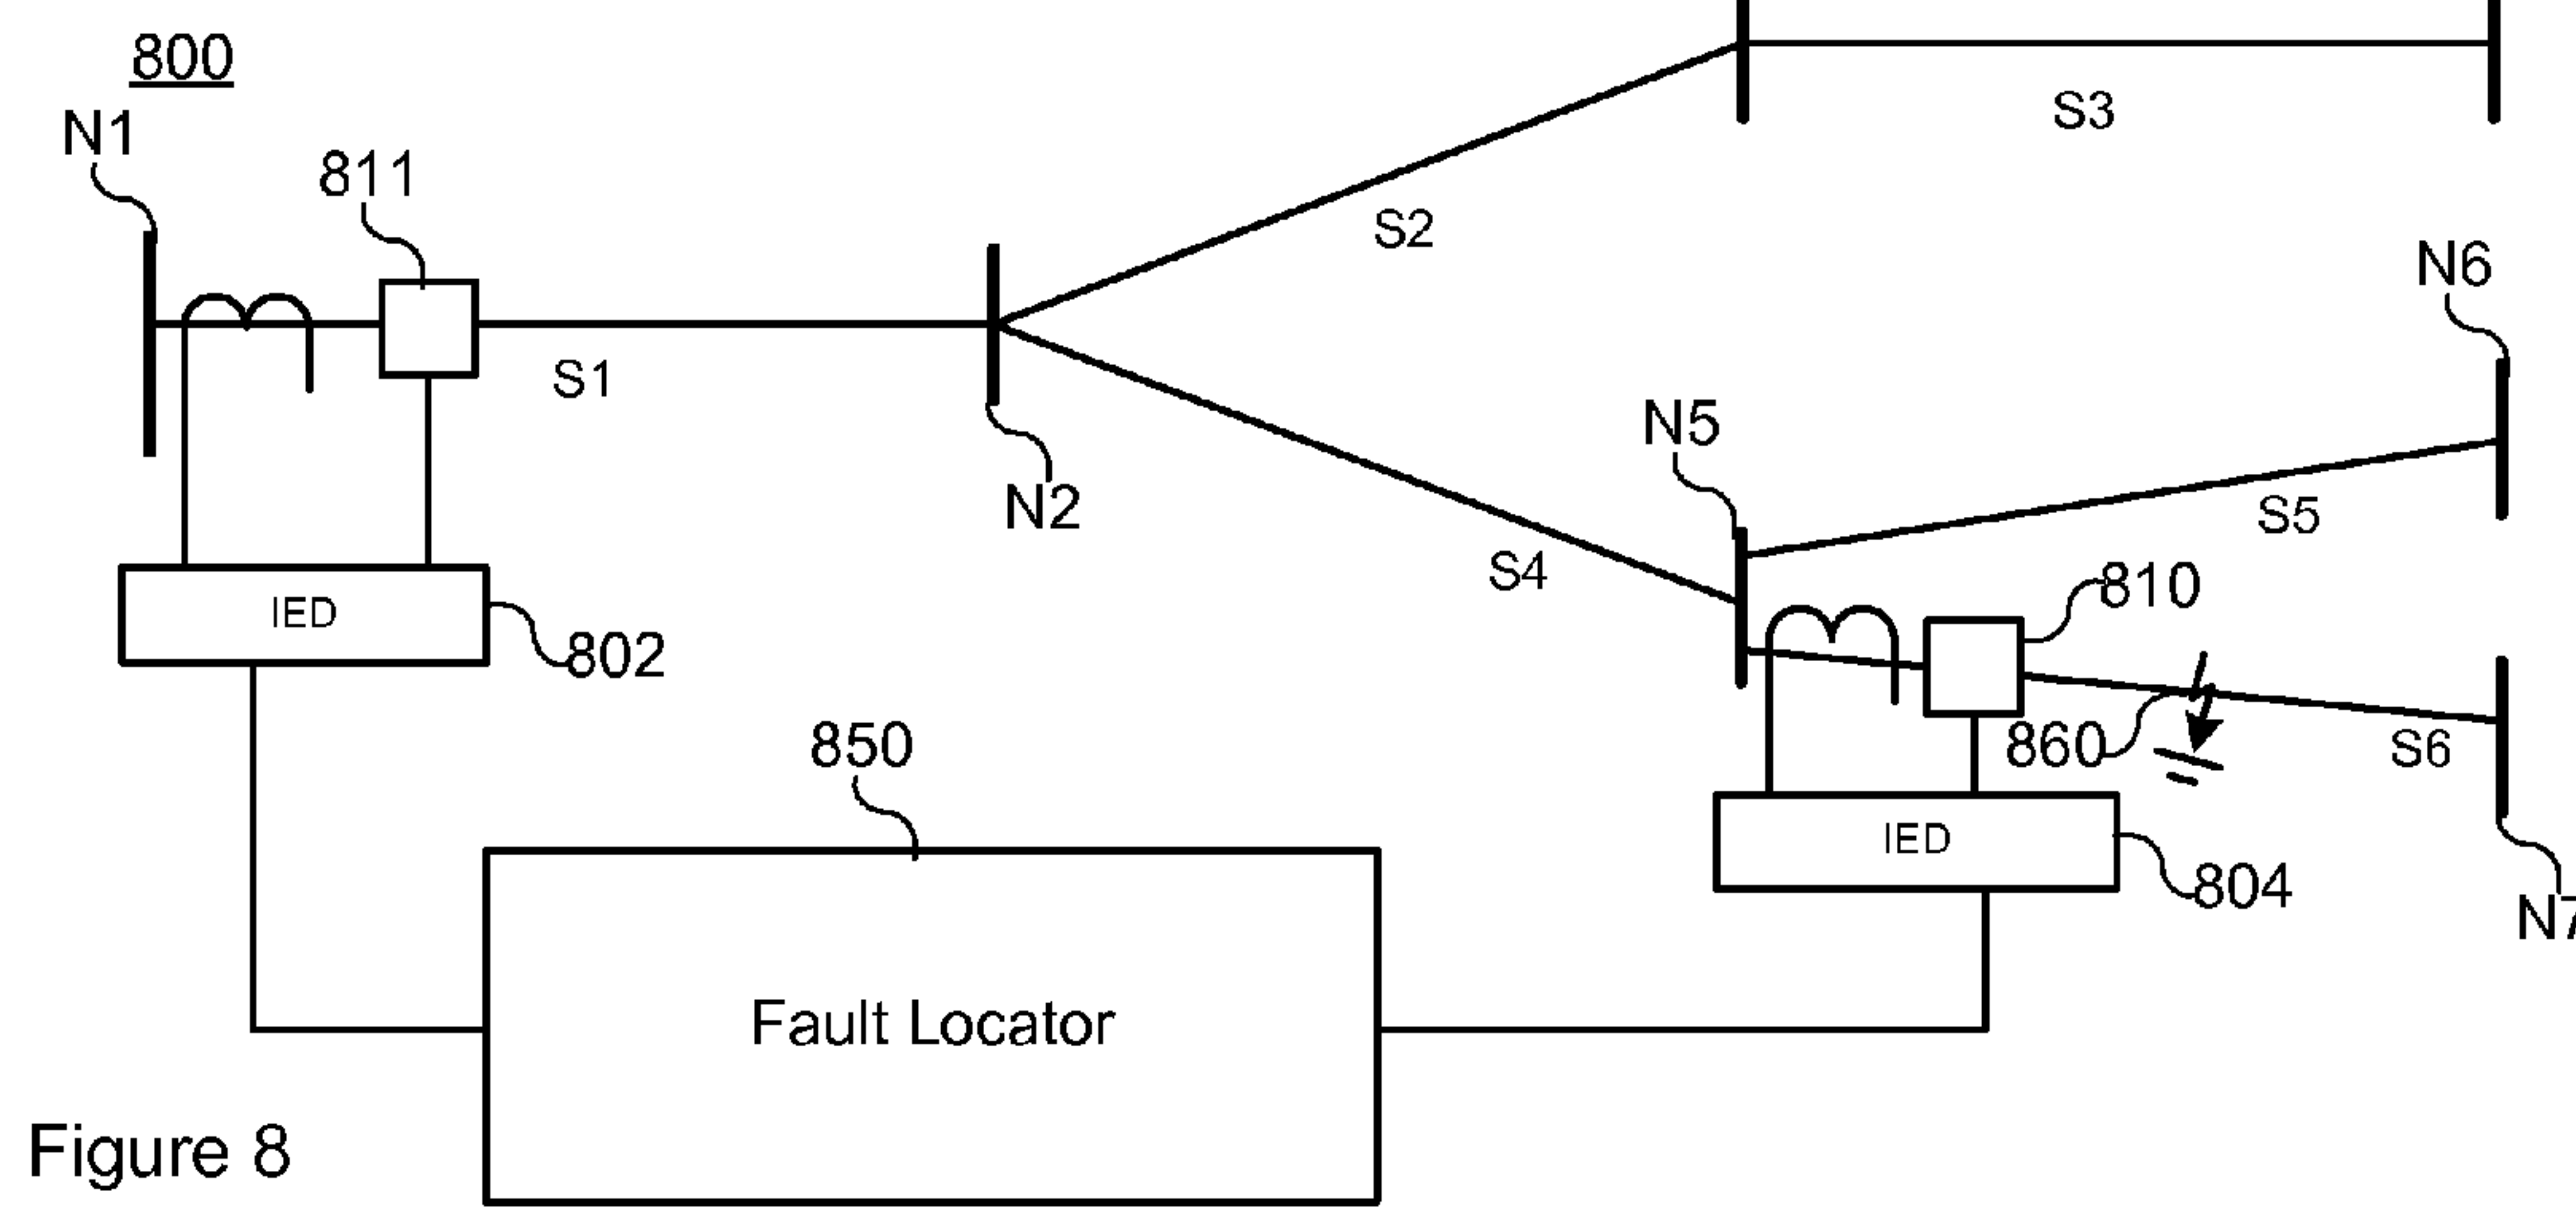 800
N1
811
S3
S2
N6
S1
N5
N2
S5
S4
810
IED
802
860
S6
850
IED
804
N7
Fault Locator
Figure 8